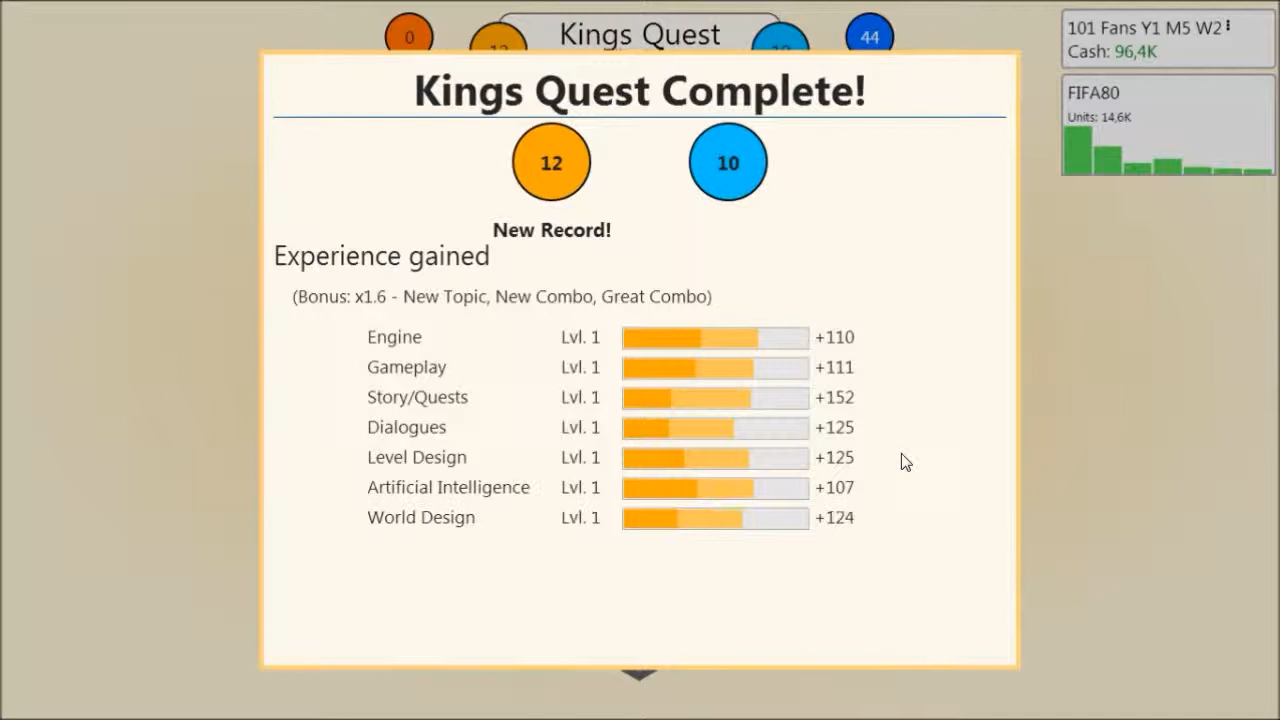 0
12
Kings Quest
10
44
101 Fans Y1 M5 W2
Cash: 96,4K
FIFA80
Units: 14,6K
Kings Quest Complete!
12
10
New Record!
Experience gained
(Bonus: x1.6 - New Topic, New Combo, Great Combo)
Engine Lvl. 1 +110
Gameplay Lvl. 1 +111
Story/Quests Lvl. 1 +152
Dialogues Lvl. 1 +125
Level Design Lvl. 1 +125
Artificial Intelligence Lvl. 1 +107
World Design Lvl. 1 +124